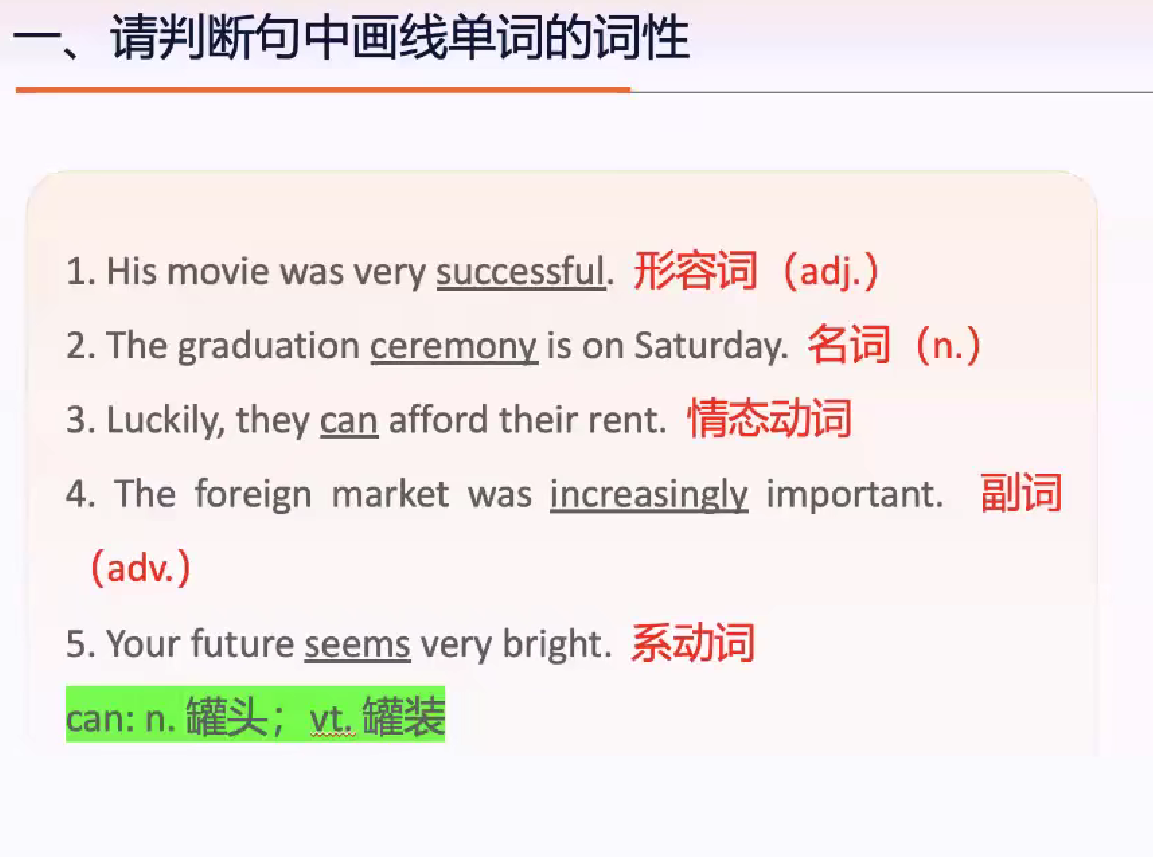 一、请判断句中画线单词的词性
1. His movie was very successful. 形容词（adj.）
2. The graduation ceremony is on Saturday. 名词（n.）
3. Luckily, they can afford their rent. 情态动词
4. The foreign market was increasingly important. 副词
（adv.）
5. Your future seems very bright. 系动词
can: n. 罐头；vt. 罐装